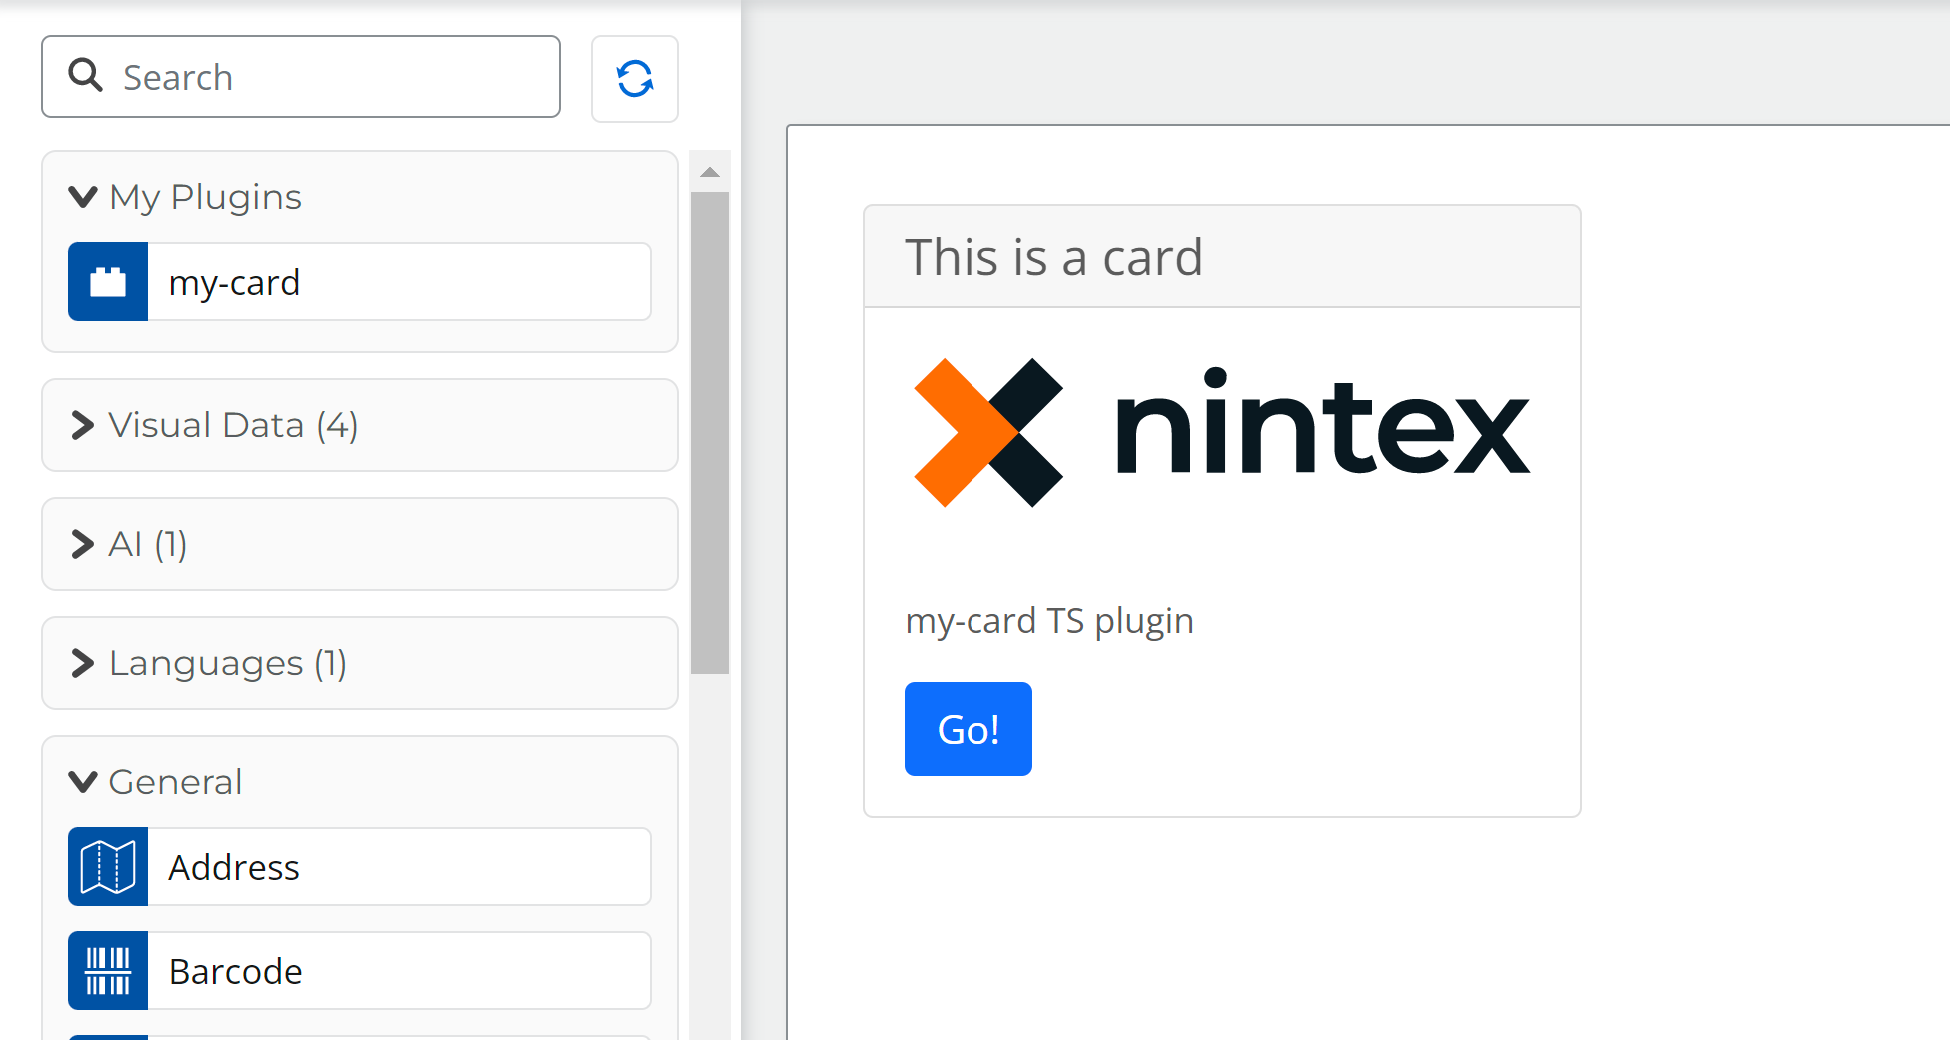 Search
My Plugins
my-card
Visual Data (4)
AI (1)
Languages (1)
General
Address
Barcode
This is a card
nintex
my-card TS plugin
Go!